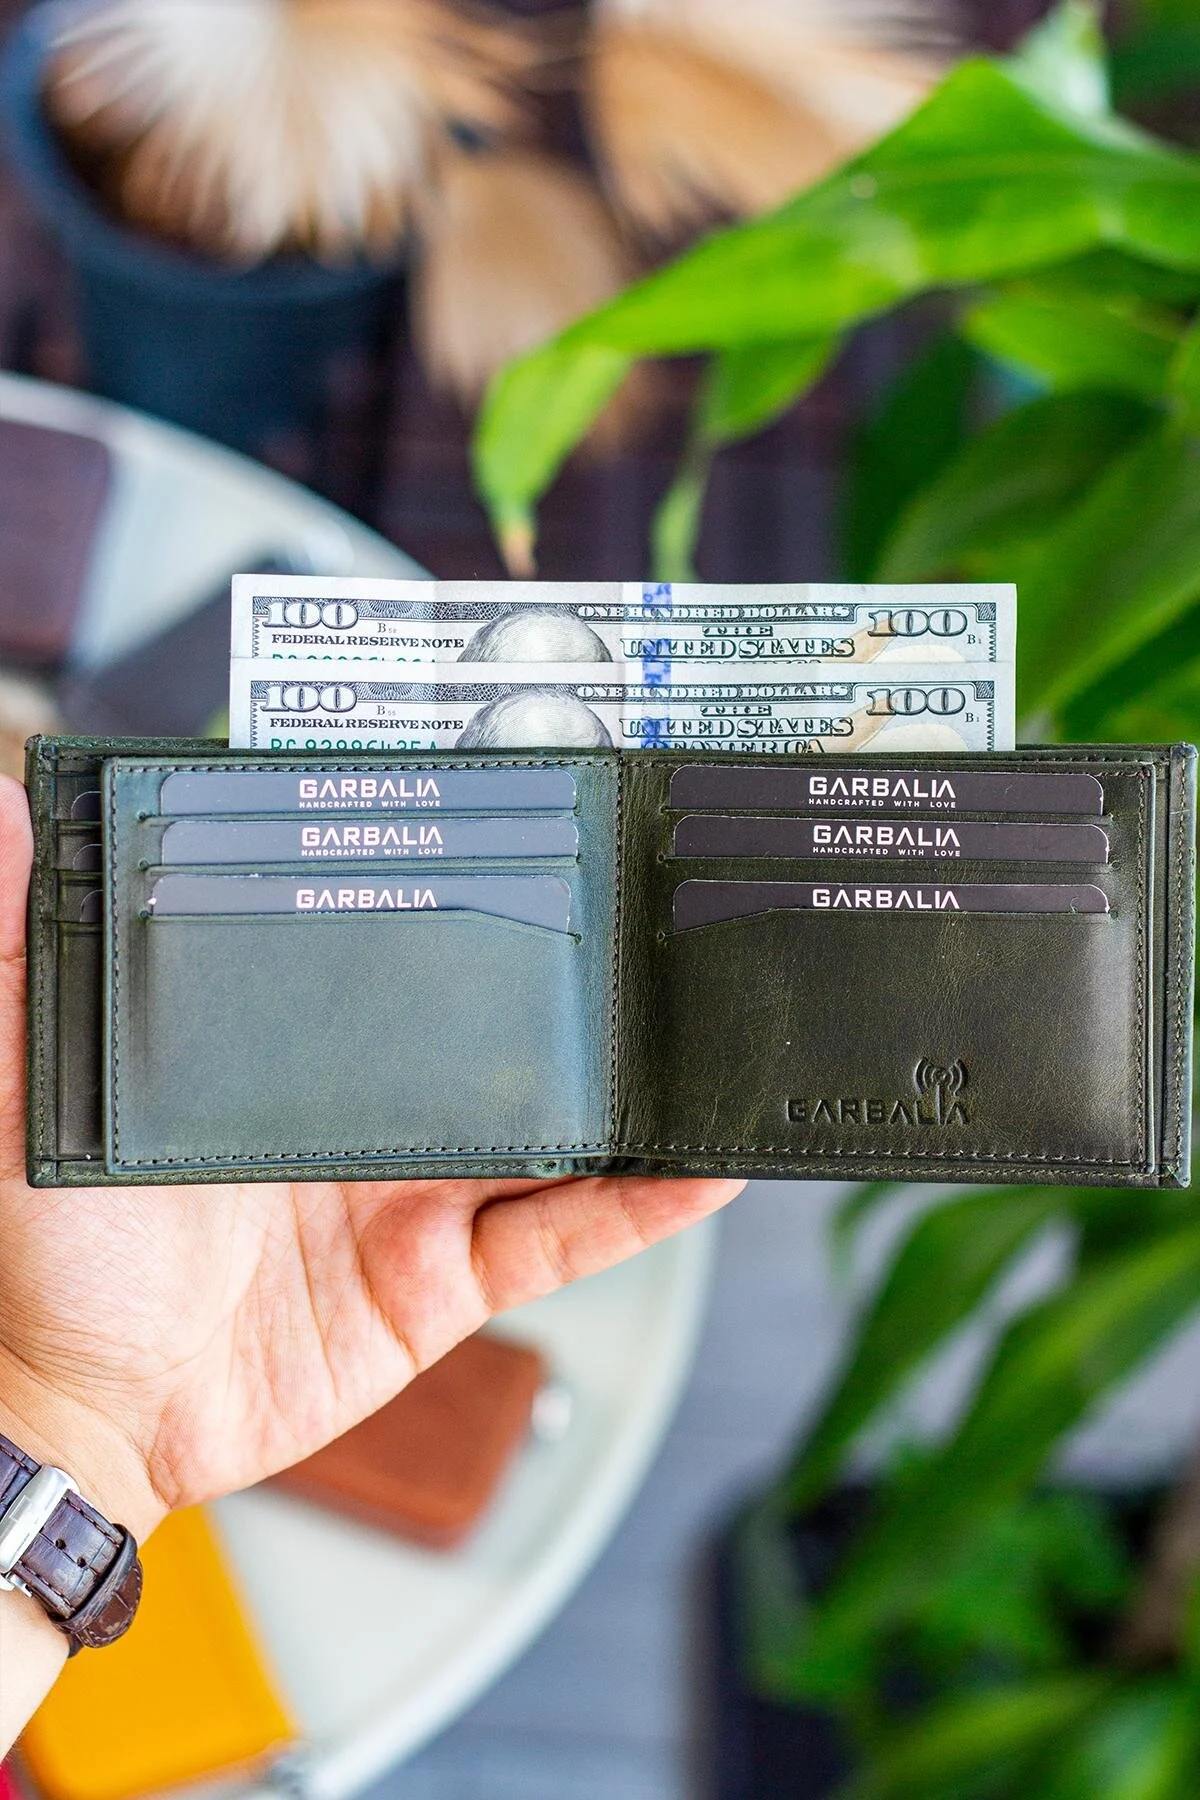 100
B
ONE HUNDRED DOLLARS
100
FEDERAL RESERVE NOTE
THE
UNITED STATES
B
100
B
ONE HUNDRED DOLLARS
100
FEDERAL RESERVE NOTE
THE
UNITED STATES
B
OF AMERICA
GARBALIA
HANDCRAFTED WITH LOVE
GARBALIA
HANDCRAFTED WITH LOVE
GARBALIA
GARBALIA
HANDCRAFTED WITH LOVE
GARBALIA
HANDCRAFTED WITH LOVE
GARBALIA
GARBALIA